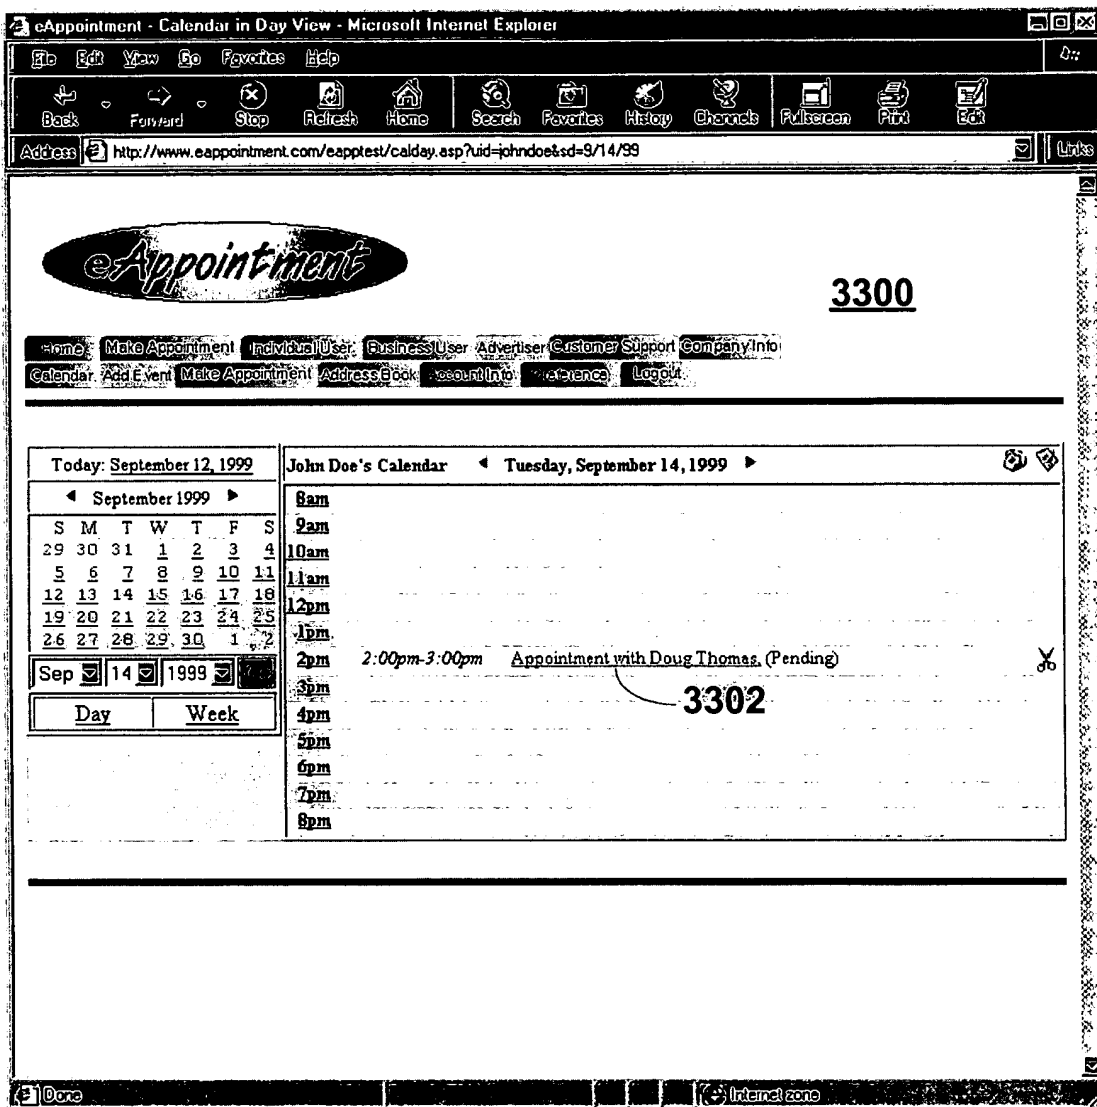 eAppointment - Calendar in Day View - Microsoft Internet Explorer
File Edit View Go Favorites Help
Back Forward Stop Refresh Home Search Favorites History Channels Fullscreen Print Edit
Address http://www.eappointment.com/eapptest/calday.asp?uid=johndoe&sd=9/14/99 Links
eAppointment
3300
Home Make Appointment Individual User Business User Advertiser Customer Support Company Info
Calendar Add Event Make Appointment Address Book Account Info Preference Logout
Today: September 12, 1999 John Doe's Calendar Tuesday, September 14, 1999
September 1999
S M T W T F S
29 30 31 1 2 3 4
5 6 7 8 9 10 11
12 13 14 15 16 17 18
19 20 21 22 23 24 25
26 27 28 29 30 1 2
Sep 14 1999
Day Week
8am
9am
10am
11am
12pm
1pm
2pm 2:00pm-3:00pm Appointment with Doug Thomas. (Pending)
3pm
3302
4pm
5pm
6pm
7pm
8pm
Done Internet zone